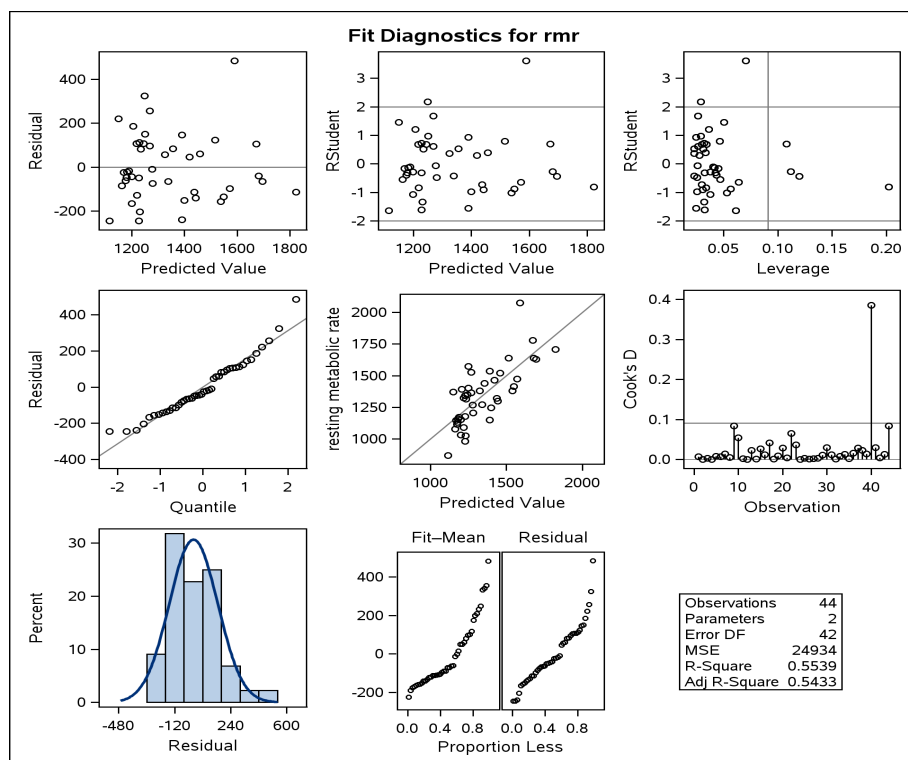 Fit Diagnostics for rmr
Residual
400
200
0
-200
1200 1400 1600 1800
Predicted Value
RStudent
3
2
1
0
-1
-2
1200 1400 1600 1800
Predicted Value
RStudent
3
2
1
0
-1
-2
0.05 0.10 0.15 0.20
Leverage
Residual
400
200
0
-200
-400
-2 -1 0 1 2
Quantile
resting metabolic rate
2000
1750
1500
1250
1000
1000 1500 2000
Predicted Value
Cook's D
0.4
0.3
0.2
0.1
0.0
0 10 20 30 40
Observation
Percent
30
20
10
0
-480 -120 240 600
Residual
Fit–Mean Residual
400
200
0
-200
0.0 0.4 0.8 0.0 0.4 0.8
Proportion Less
Observations 44
Parameters 2
Error DF 42
MSE 24934
R-Square 0.5539
Adj R-Square 0.5433